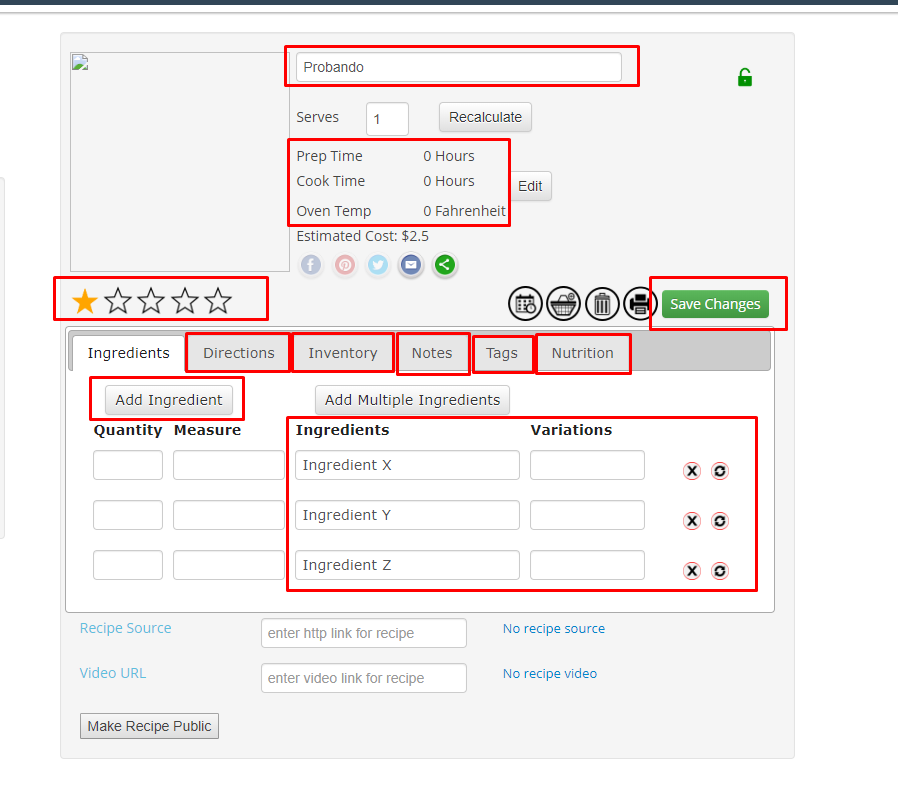 Probando
Serves 1 Recalculate
Prep Time 0 Hours
Cook Time 0 Hours
Edit
Oven Temp 0 Fahrenheit
Estimated Cost: $2.5
Save Changes
Ingredients Directions Inventory Notes Tags Nutrition
Add Ingredient Add Multiple Ingredients
Quantity Measure Ingredients Variations
Ingredient X
Ingredient Y
Ingredient Z
Recipe Source enter http link for recipe No recipe source
Video URL enter video link for recipe No recipe video
Make Recipe Public